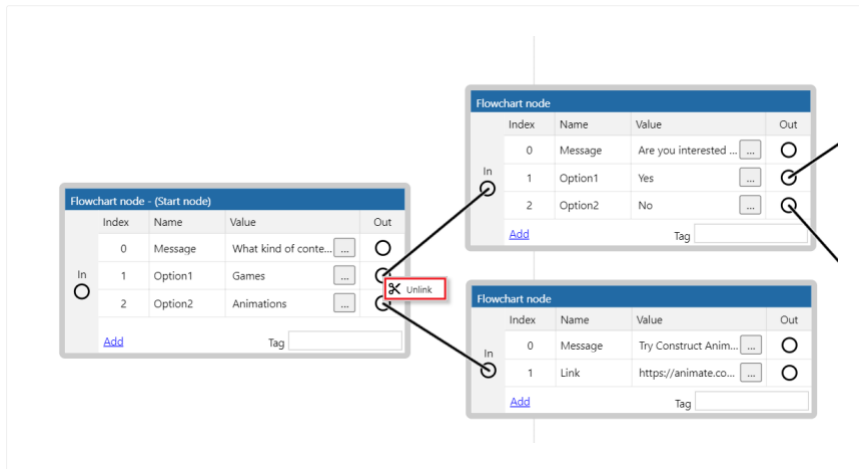 Flowchart node
Index Name Value Out
0 Message Are you interested ... ...
In
1 Option1 Yes ...
2 Option2 No ...
Add Tag
Flowchart node - (Start node)
Index Name Value Out
0 Message What kind of conte... ...
In
1 Option1 Games ...
Unlink
2 Option2 Animations ...
Add Tag
Flowchart node
Index Name Value Out
In
0 Message Try Construct Anim... ...
1 Link https://animate.co... ...
Add Tag